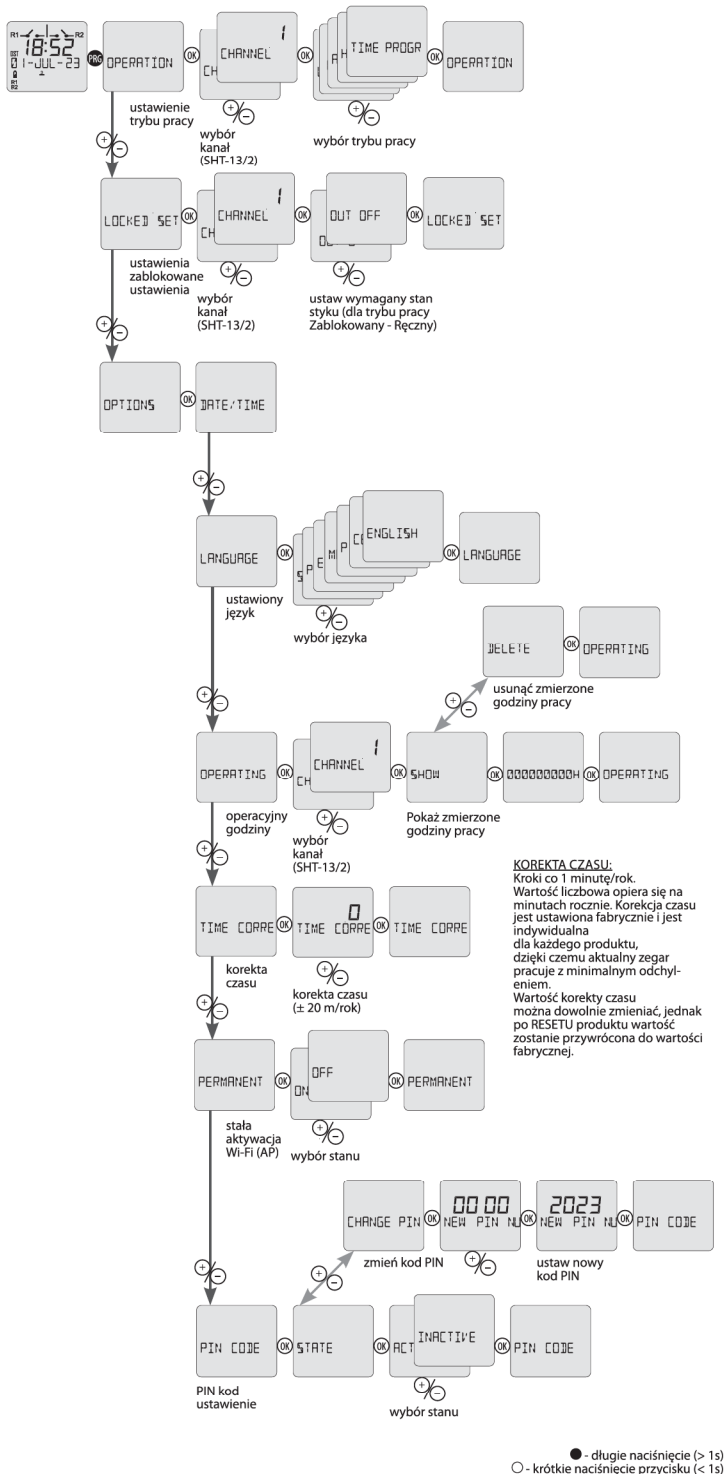 R1 R2
18:52
DST
1-JUL-23
R1
R2
PRG
OPERATION
OK
CHANNEL 1
CH
OK
TIME PROGR
H
A
OK
OPERATION
ustawienie
trybu pracy
+/−
wybór
kanał
(SHT-13/2)
+/−
wybór trybu pracy
+/−
LOCKED SET
OK
CHANNEL 1
CH
OK
OUT OFF
OK
LOCKED SET
ustawienia
zablokowane
ustawienia
+/−
wybór
kanał
(SHT-13/2)
+/−
ustaw wymagany stan
styku (dla trybu pracy
Zablokowany - Ręczny)
+/−
OPTIONS
OK
DATE/TIME
+/−
LANGUAGE
OK
ENGLISH
CE
P
M
E
P
S
OK
LANGUAGE
ustawiony
język
+/−
wybór języka
DELETE
OK
OPERATING
usunąć zmierzone
godziny pracy
+/−
+/−
OPERATING
OK
CHANNEL 1
CH
OK
SHOW
OK
000000000H
OK
OPERATING
operacyjny
godziny
+/−
wybór
kanał
(SHT-13/2)
Pokaż zmierzone
godziny pracy
+/−
KOREKTA CZASU:
Kroki co 1 minutę/rok.
Wartość liczbowa opiera się na
minutach rocznie. Korekcja czasu
jest ustawiona fabrycznie i jest
indywidualna
dla każdego produktu,
dzięki czemu aktualny zegar
pracuje z minimalnym odchyl-
eniem.
Wartość korekty czasu
można dowolnie zmieniać, jednak
po RESETU produktu wartość
zostanie przywrócona do wartości
fabrycznej.
TIME CORRE
OK
0
TIME CORRE
OK
TIME CORRE
korekta
czasu
+/−
korekta czasu
(± 20 m/rok)
+/−
PERMANENT
OK
OFF
ON
OK
PERMANENT
stała
aktywacja
Wi-Fi (AP)
+/−
wybór stanu
CHANGE PIN
OK
00 00
NEW PIN NU
OK
2023
NEW PIN NU
OK
PIN CODE
zmień kod PIN
+/−
ustaw nowy
kod PIN
+/−
+/−
PIN CODE
OK
STATE
OK
INACTIVE
ACT
OK
PIN CODE
PIN kod
ustawienie
+/−
wybór stanu
● - długie naciśnięcie (> 1s)
○ - krótkie naciśnięcie przycisku (< 1s)